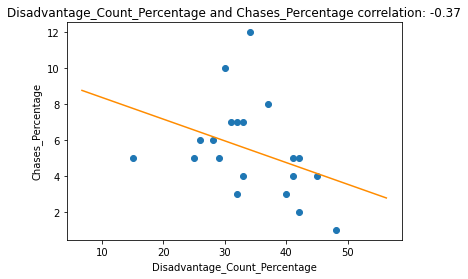 Disadvantage_Count_Percentage and Chases_Percentage correlation: -0.37
12
10
8
6
4
2
Chases_Percentage
10 20 30 40 50
Disadvantage_Count_Percentage